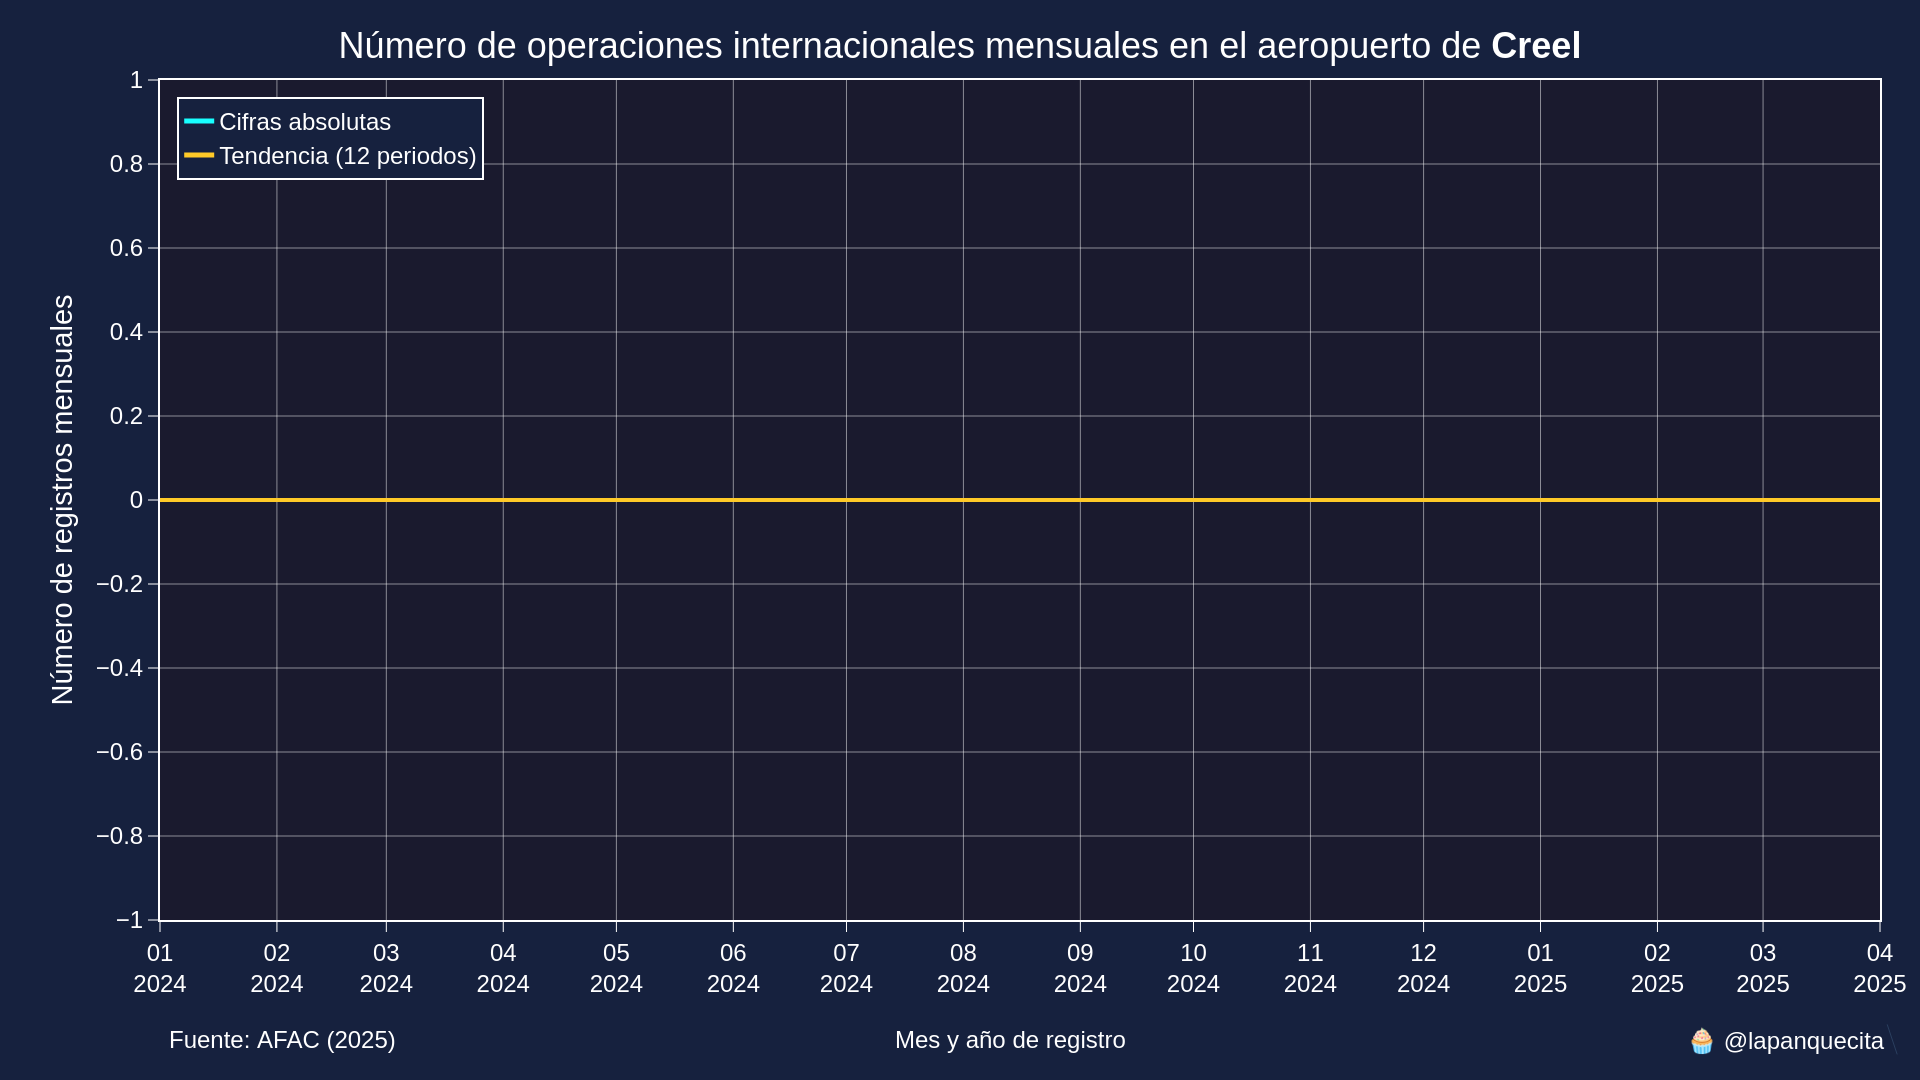 Número de operaciones internacionales mensuales en el aeropuerto de Creel
Cifras absolutas
Tendencia (12 periodos)
Número de registros mensuales
1
0.8
0.6
0.4
0.2
0
−0.2
−0.4
−0.6
−0.8
−1
01 02 03 04 05 06 07 08 09 10 11 12 01 02 03 04
2024 2024 2024 2024 2024 2024 2024 2024 2024 2024 2024 2024 2025 2025 2025 2025
Fuente: AFAC (2025)
Mes y año de registro
🧁 @lapanquecita